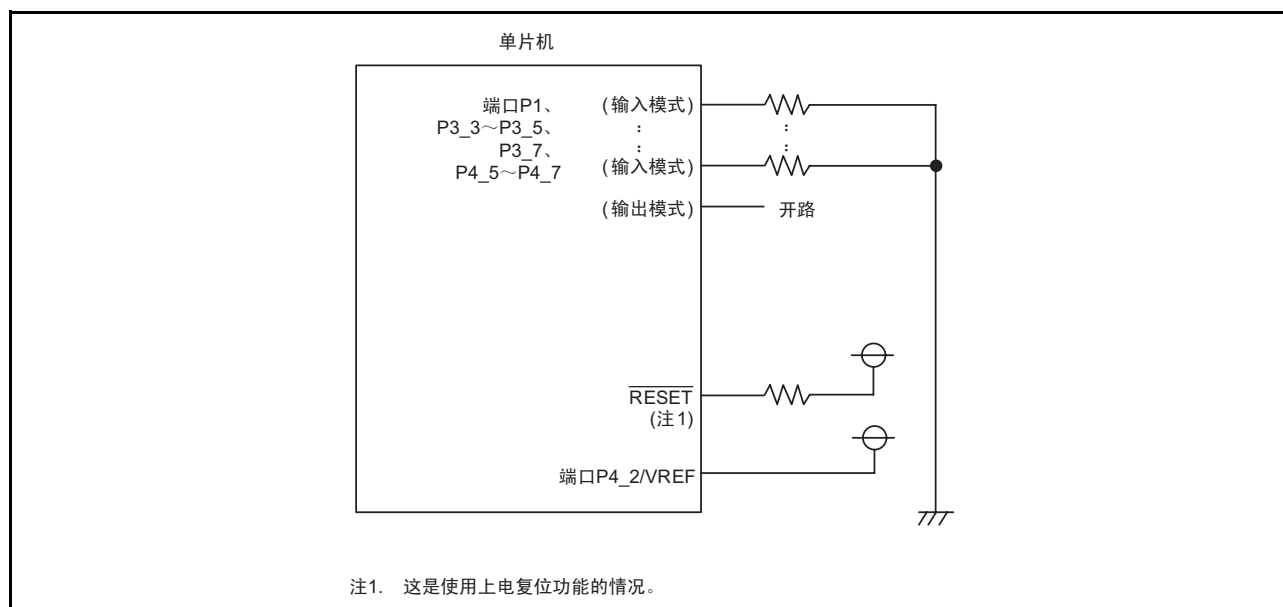 单片机
端口P1、
P3_3～P3_5、
P3_7、
P4_5～P4_7
(输入模式)
:
:
:
:
(输入模式)
(输出模式)
开路
RESET
(注1)
端口P4_2/VREF
注1. 这是使用上电复位功能的情况。